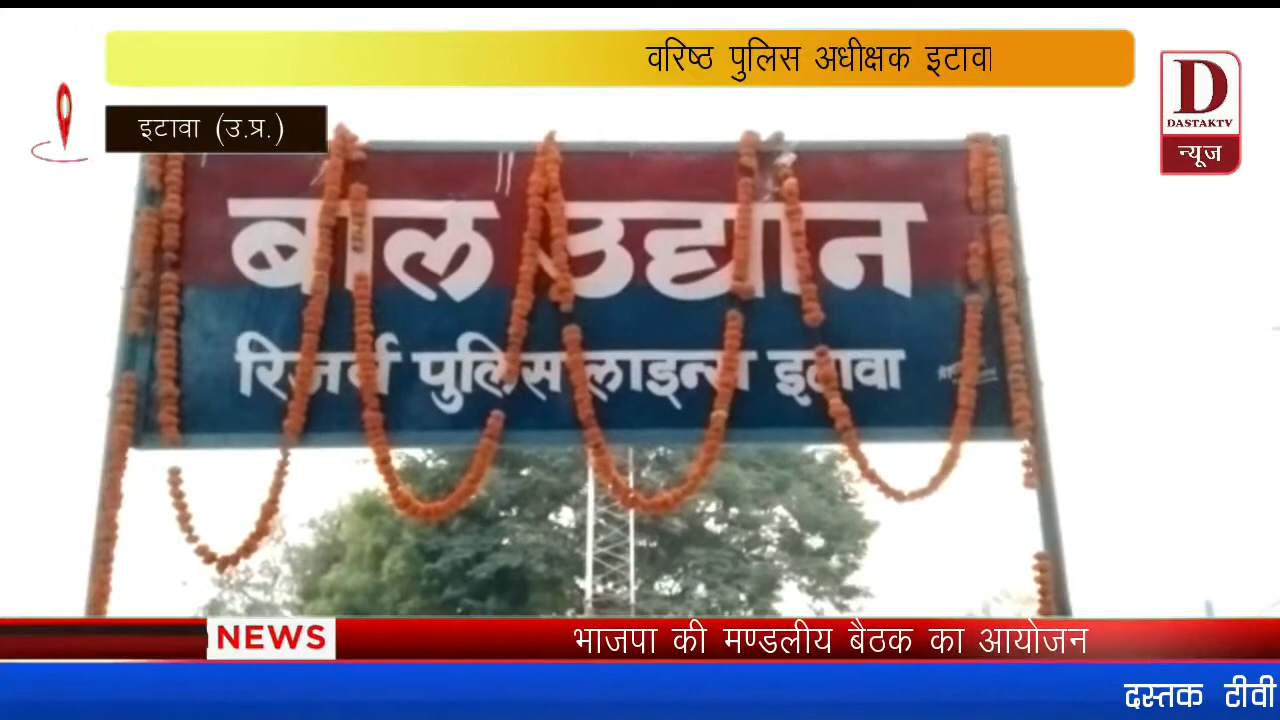 वरिष्ठ पुलिस अधीक्षक इटावा
D
DASTAKTV
न्यूज
इटावा (उ.प्र.)
बाल उद्यान
रिजर्व पुलिस लाइन्स इटावा
NEWS
भाजपा की मण्डलीय बैठक का आयोजन
दस्तक टीवी